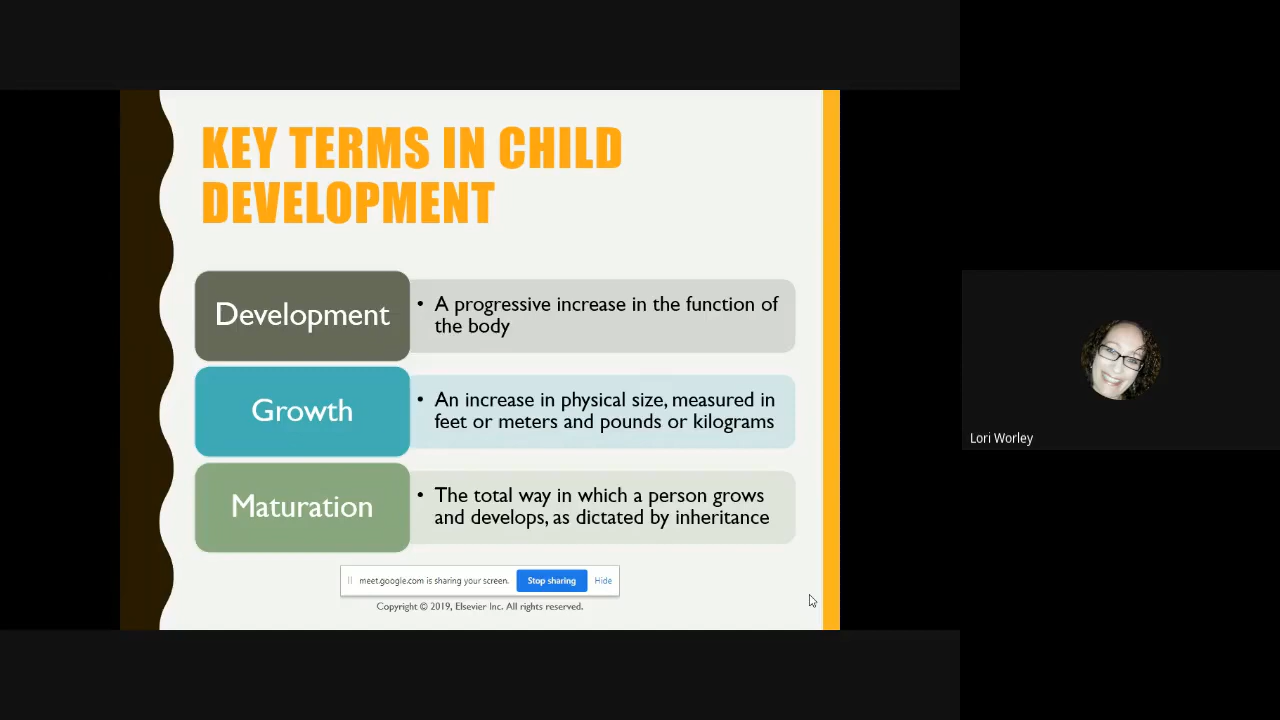 KEY TERMS IN CHILD
DEVELOPMENT
Development
• A progressive increase in the function of
the body
Growth
• An increase in physical size, measured in
feet or meters and pounds or kilograms
Maturation
• The total way in which a person grows
and develops, as dictated by inheritance
meet.google.com is sharing your screen. Stop sharing Hide
Copyright © 2019, Elsevier Inc. All rights reserved.
Lori Worley